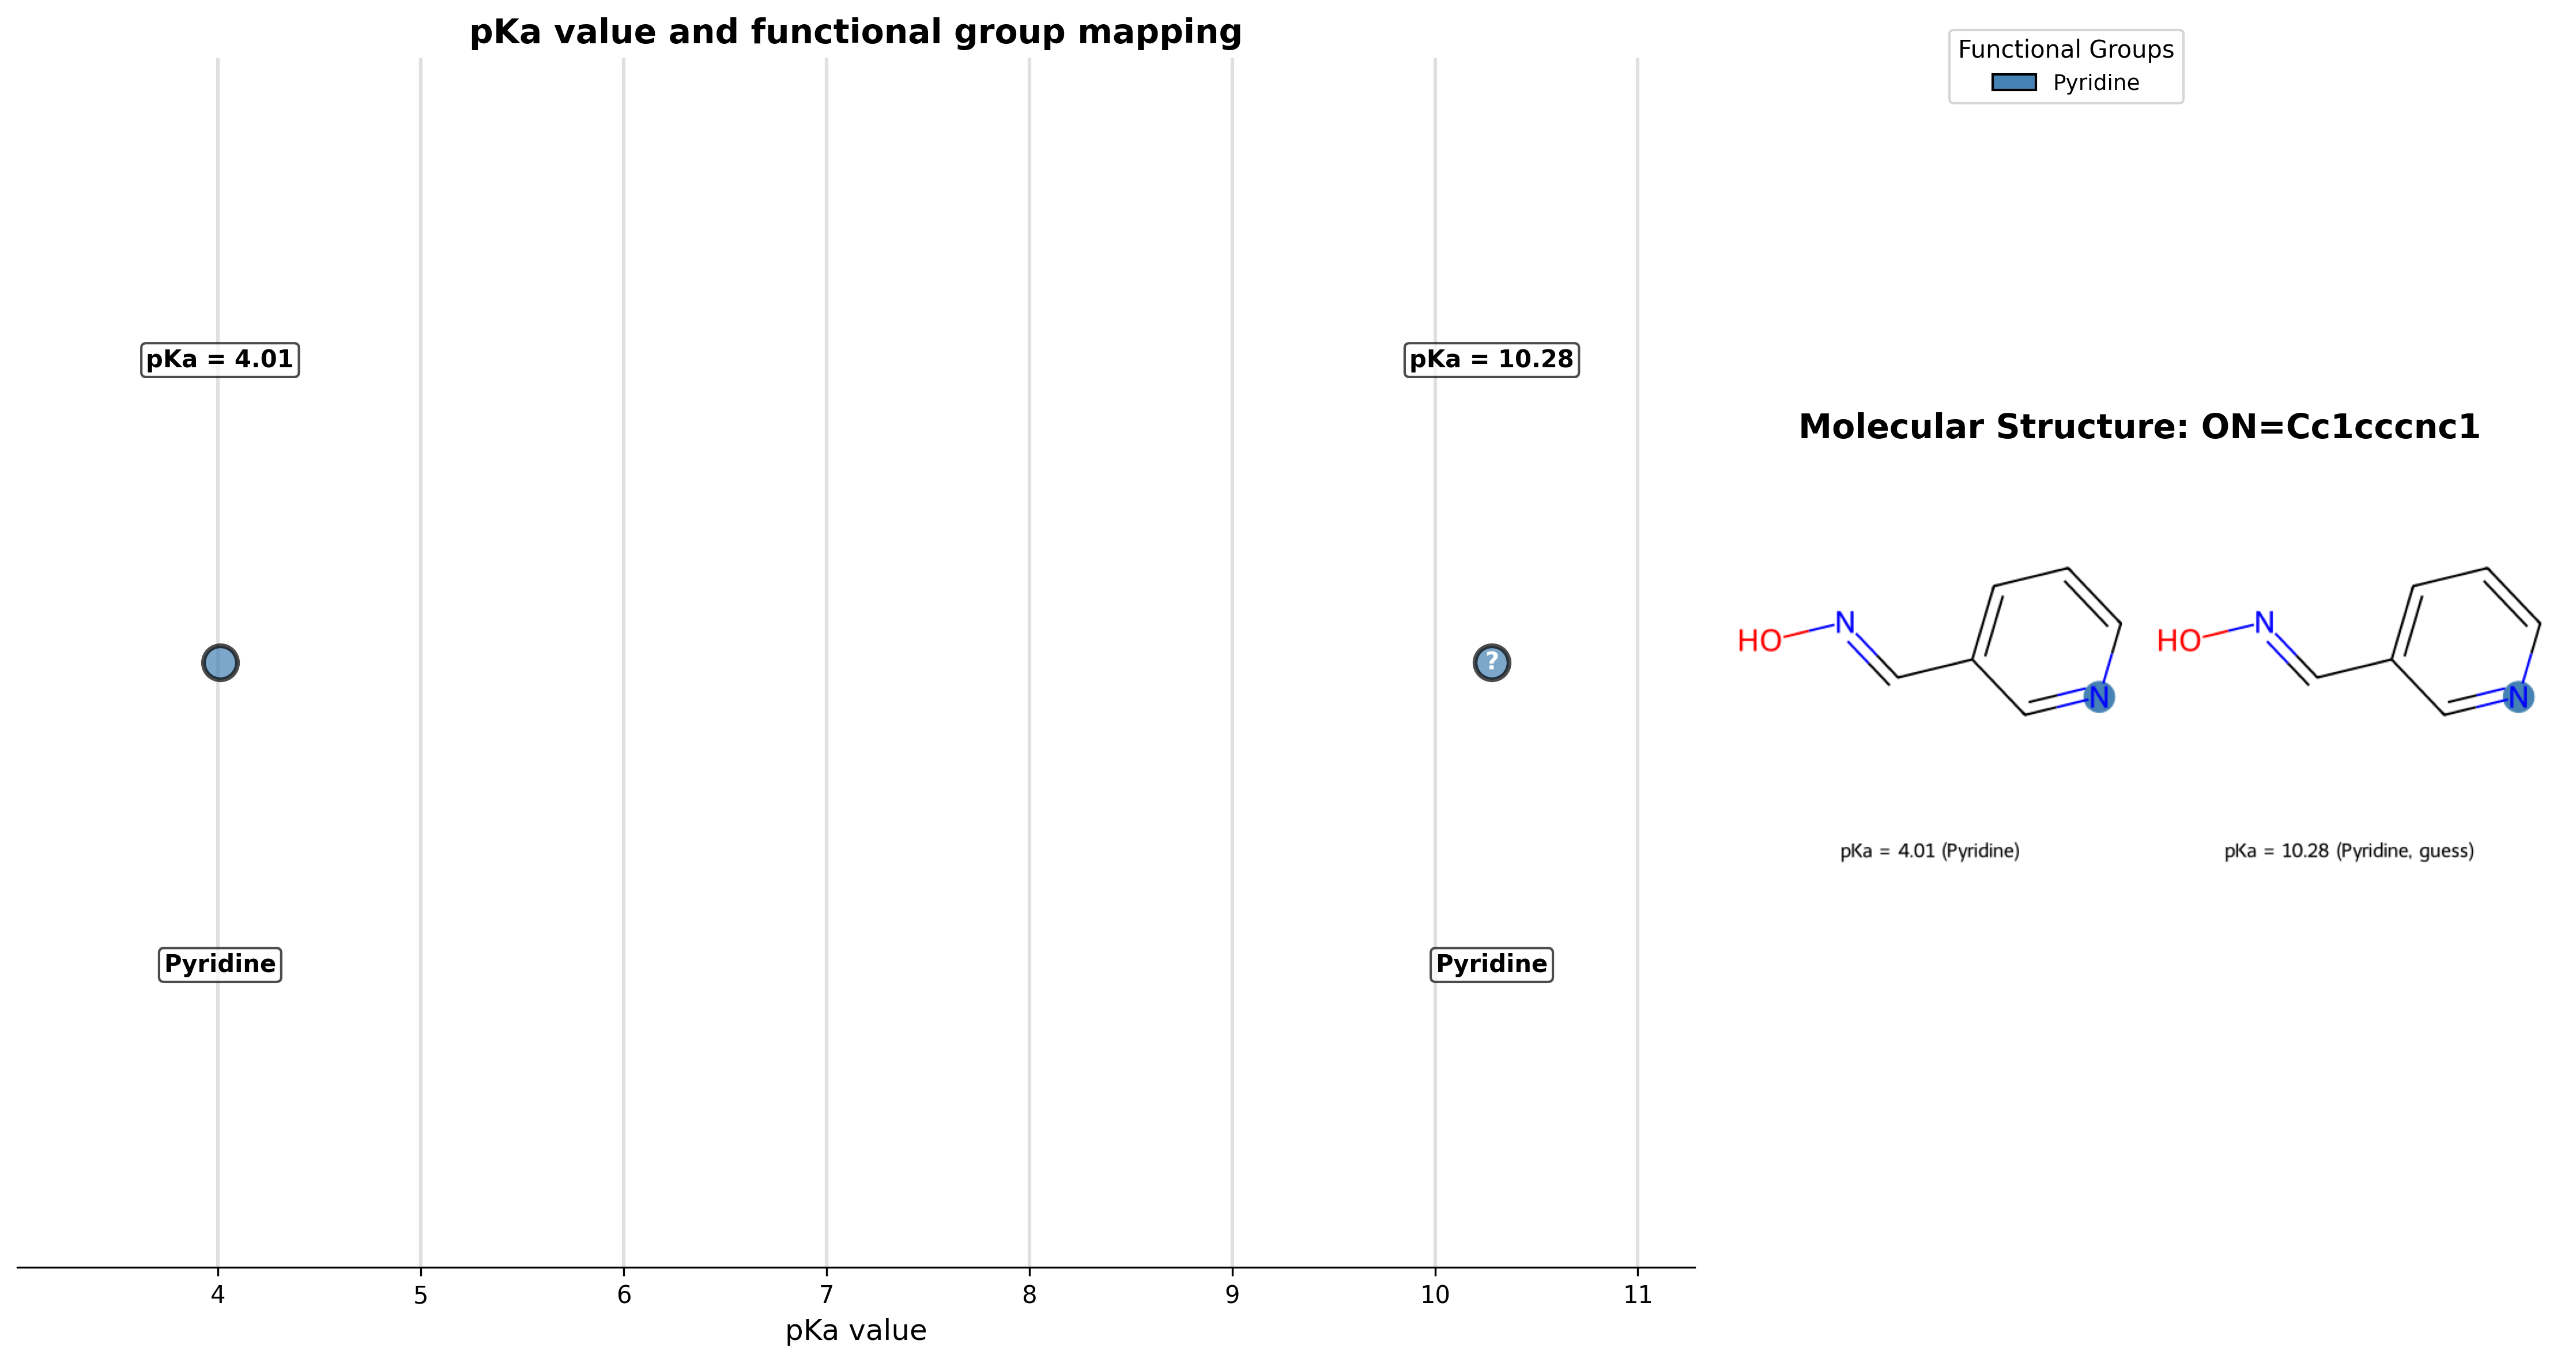 pKa value and functional group mapping
Functional Groups
Pyridine
pKa = 4.01
pKa = 10.28
?
Pyridine
Pyridine
4 5 6 7 8 9 10 11
pKa value
Molecular Structure: ON=Cc1cccnc1
HO N N
HO N N
pKa = 4.01 (Pyridine)
pKa = 10.28 (Pyridine, guess)